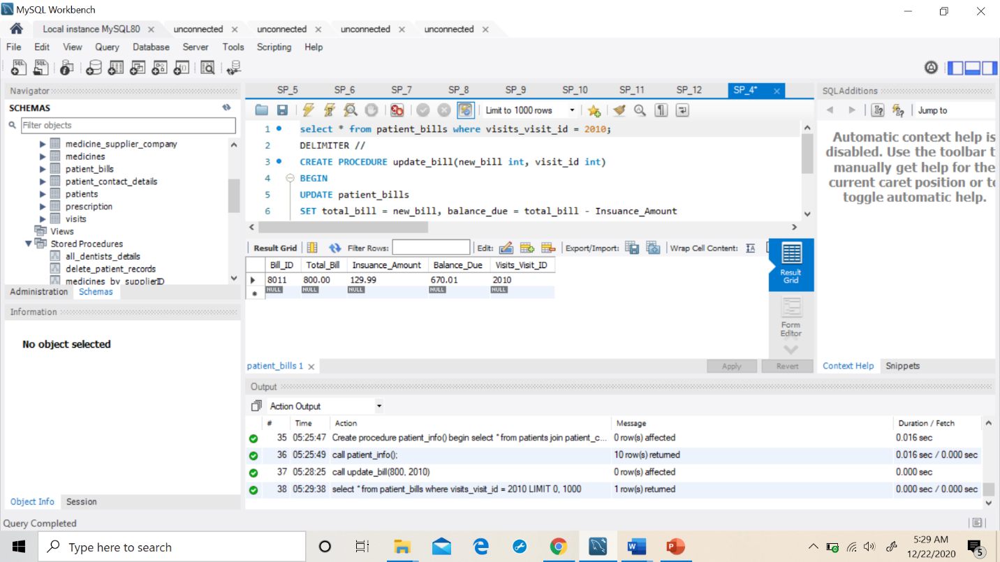 MySQL Workbench
Local instance MySQL80 unconnected unconnected unconnected unconnected
File Edit View Query Database Server Tools Scripting Help
Navigator
SCHEMAS
Filter objects
medicine_supplier_company
medicines
patient_bills
patient_contact_details
patients
prescription
visits
Views
Stored Procedures
all_dentists_details
delete_patient_records
medicines_by_supplierID
Administration Schemas
Information
No object selected
Object Info Session
SP_5 SP_6 SP_7 SP_8 SP_9 SP_10 SP_11 SP_12 SP_4*
Limit to 1000 rows
1 select * from patient_bills where visits_visit_id = 2010;
2 DELIMITER //
3 CREATE PROCEDURE update_bill(new_bill int, visit_id int)
4 BEGIN
5 UPDATE patient_bills
6 SET total_bill = new_bill, balance_due = total_bill - Insuance_Amount
Result Grid Filter Rows: Edit: Export/Import: Wrap Cell Content:
Bill_ID Total_Bill Insuance_Amount Balance_Due Visits_Visit_ID
8011 800.00 129.99 670.01 2010
NULL NULL NULL NULL NULL
Result
Grid
Form
Editor
patient_bills 1 Apply Revert
SQLAdditions
Jump to
Automatic context help is
disabled. Use the toolbar t
manually get help for the
current caret position or to
toggle automatic help.
Context Help Snippets
Output
Action Output
# Time Action Message Duration / Fetch
35 05:25:47 Create procedure patient_info() begin select * from patients join patient_c... 0 row(s) affected 0.016 sec
36 05:25:49 call patient_info(); 10 row(s) returned 0.016 sec / 0.000 sec
37 05:28:25 call update_bill(800, 2010) 0 row(s) affected 0.000 sec
38 05:29:38 select * from patient_bills where visits_visit_id = 2010 LIMIT 0, 1000 1 row(s) returned 0.000 sec / 0.000 sec
Query Completed
Type here to search
5:29 AM
12/22/2020
5